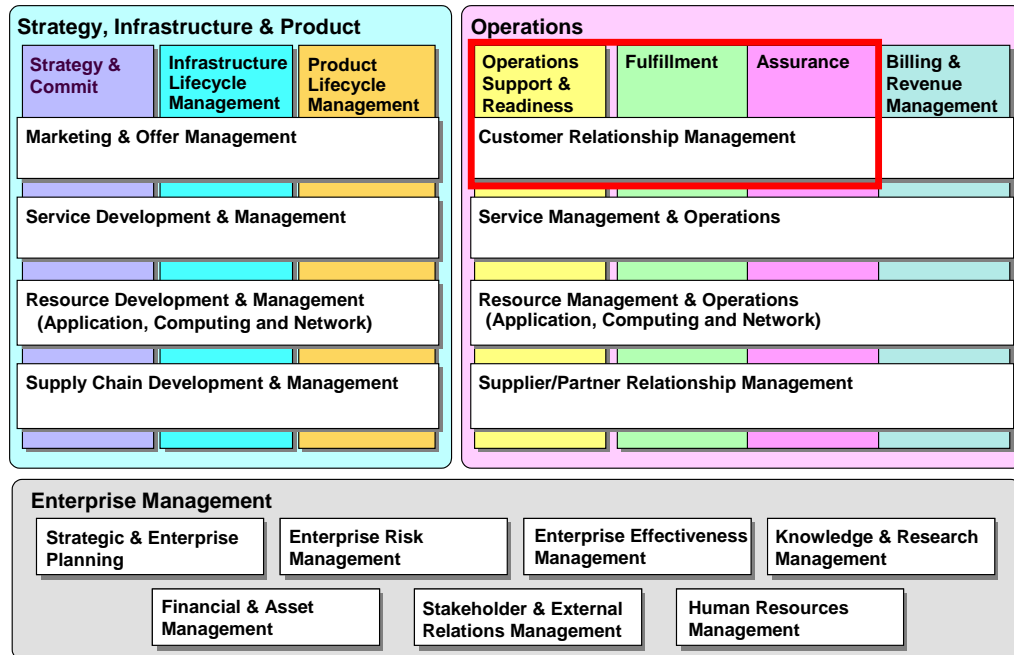 Strategy, Infrastructure & Product
Strategy &
Commit
Infrastructure
Lifecycle
Management
Product
Lifecycle
Management
Marketing & Offer Management
Service Development & Management
Resource Development & Management
(Application, Computing and Network)
Supply Chain Development & Management
Operations
Operations
Support &
Readiness
Fulfillment
Assurance
Billing &
Revenue
Management
Customer Relationship Management
Service Management & Operations
Resource Management & Operations
(Application, Computing and Network)
Supplier/Partner Relationship Management
Enterprise Management
Strategic & Enterprise
Planning
Enterprise Risk
Management
Enterprise Effectiveness
Management
Knowledge & Research
Management
Financial & Asset
Management
Stakeholder & External
Relations Management
Human Resources
Management